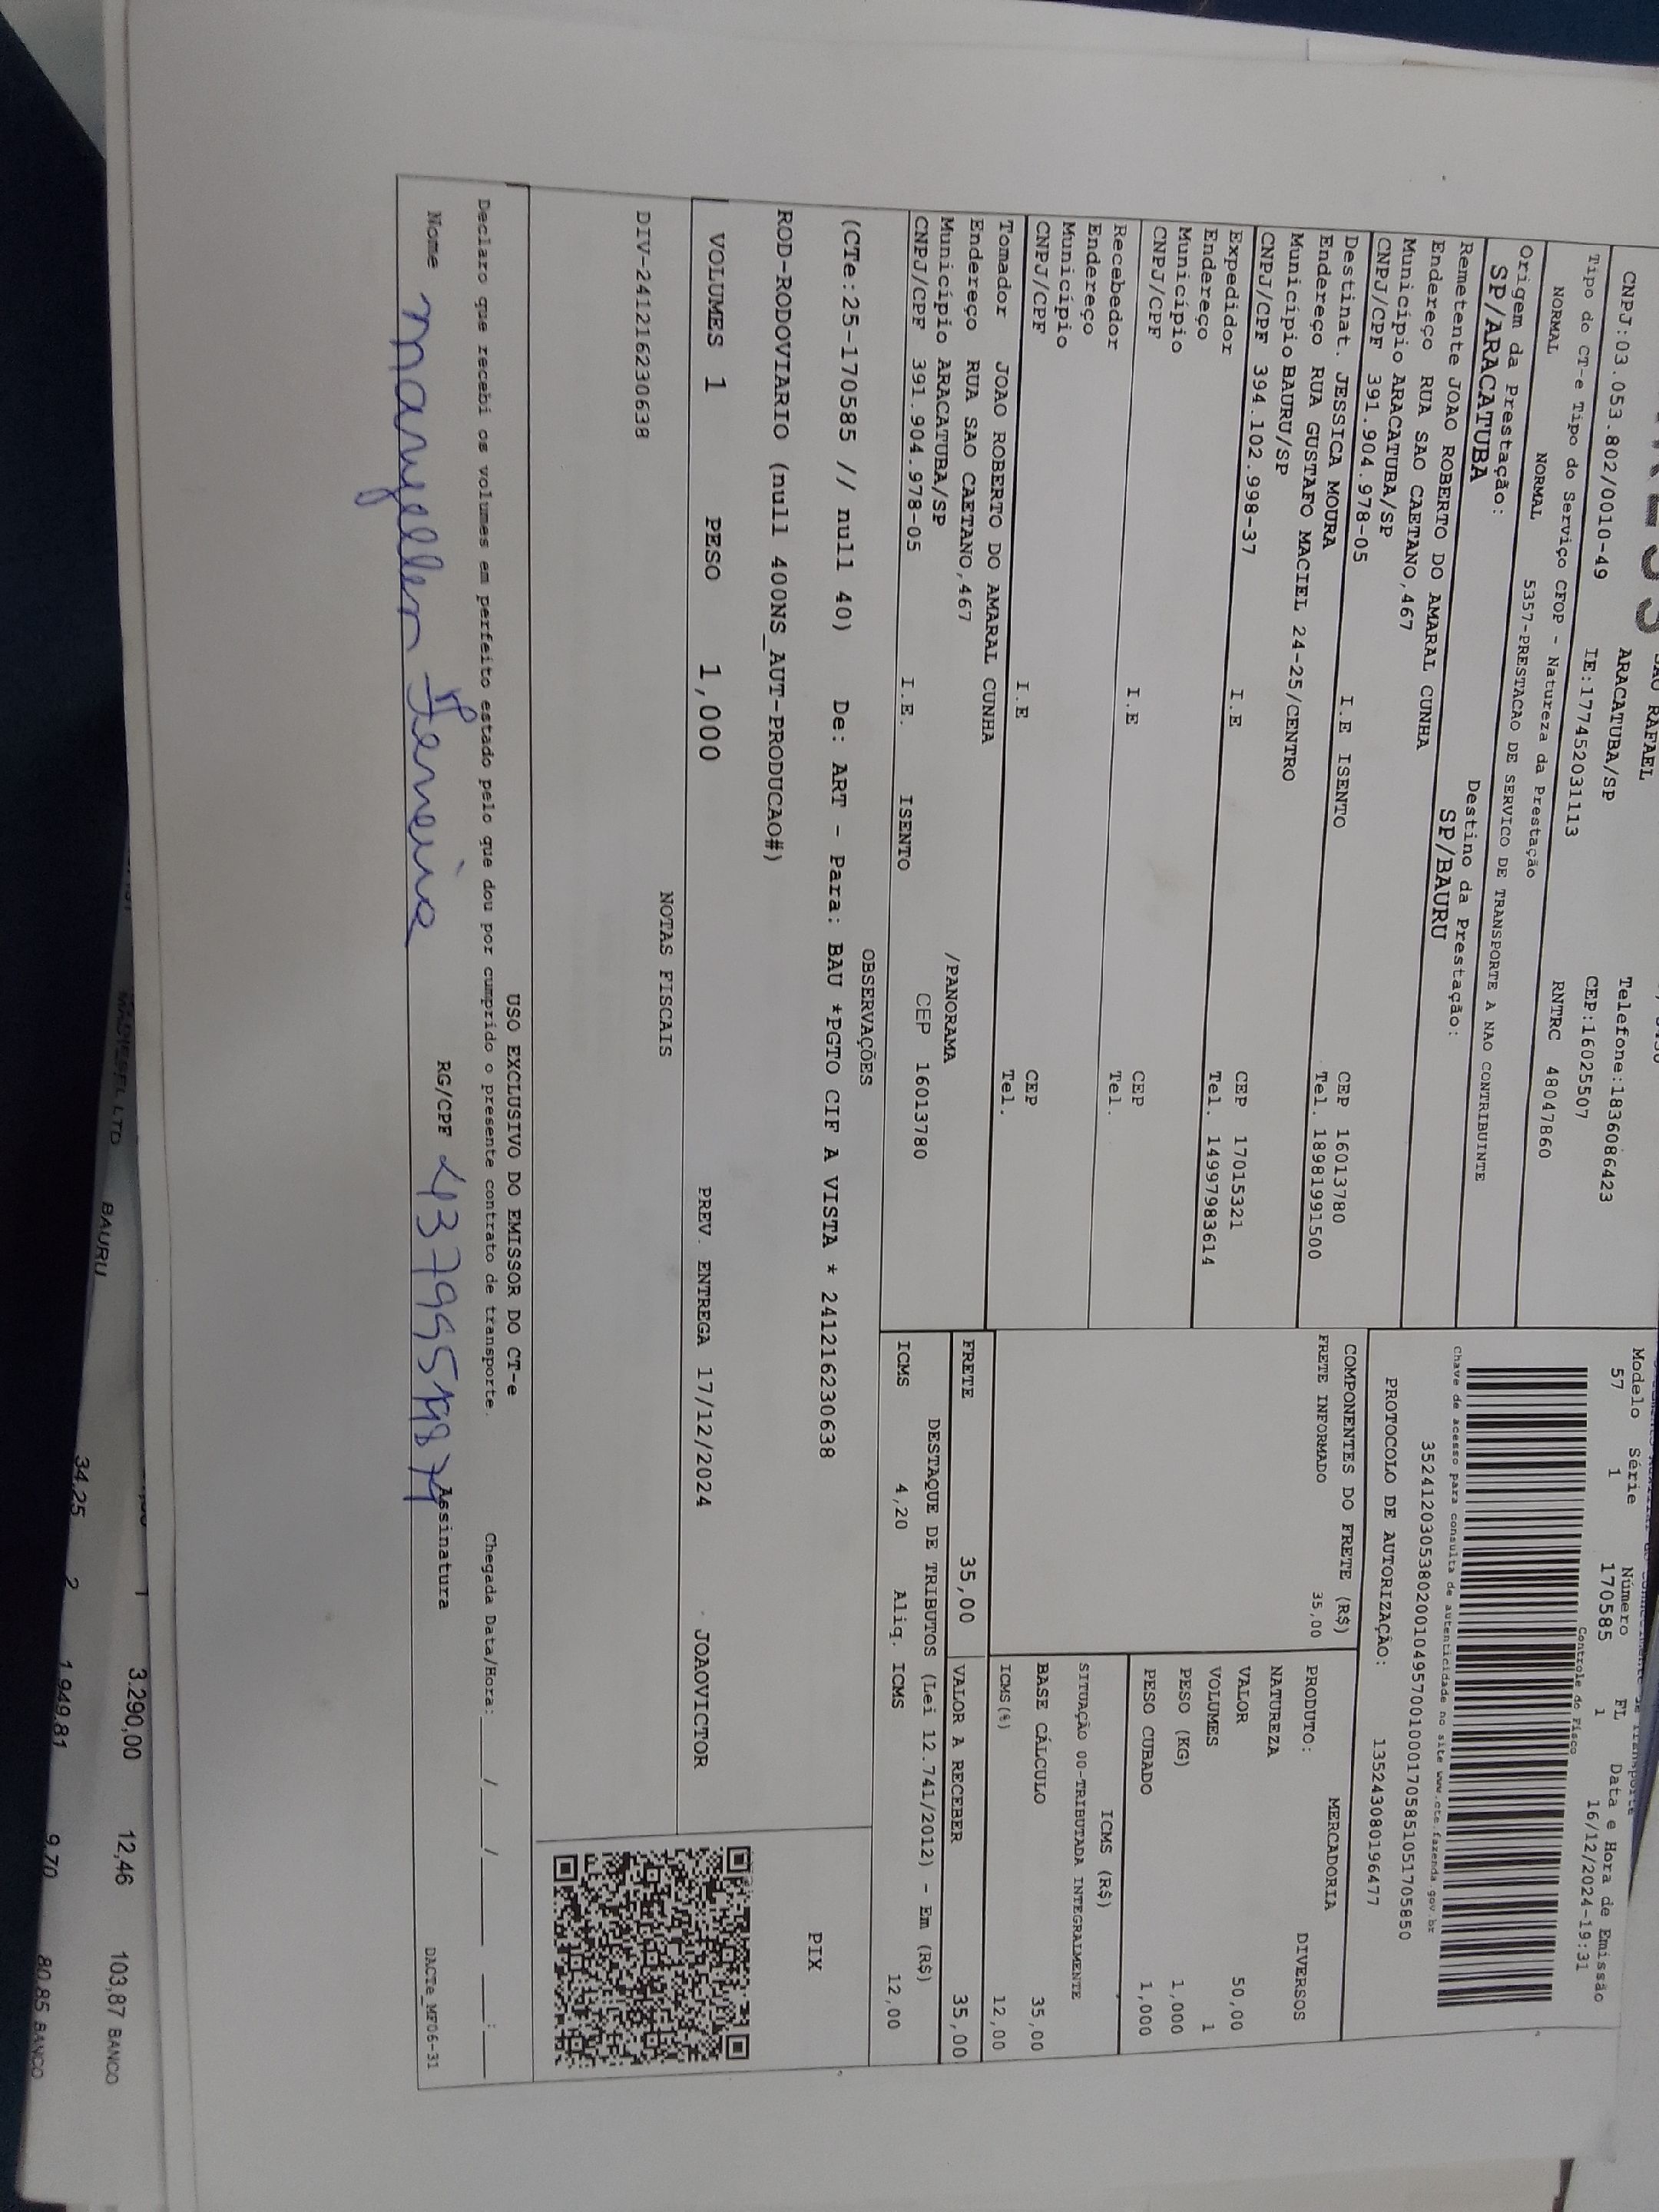 SAO RAFAEL
ARACATUBA/SP
Telefone:1836086423
CNPJ:03.053.802/0010-49 IE:177452031113 CEP:16025507
Tipo do CT-e Tipo do Serviço CFOP - Natureza da Prestação RNTRC 48047860
NORMAL NORMAL 5357-PRESTACAO DE SERVICO DE TRANSPORTE A NAO CONTRIBUINTE
Origem da Prestação: Destino da Prestação:
SP/ARACATUBA SP/BAURU
Remetente JOAO ROBERTO DO AMARAL CUNHA
Endereço RUA SAO CAETANO,467
Município ARACATUBA/SP CEP 16013780
CNPJ/CPF 391.904.978-05 I.E ISENTO Tel. 18981991500
Destinat. JESSICA MOURA
Endereço RUA GUSTAFO MACIEL 24-25/CENTRO
Município BAURU/SP CEP 17015321
CNPJ/CPF 394.102.998-37 I.E Tel. 14997983614
Expedidor
Endereço
Município CEP
CNPJ/CPF I.E Tel.
Recebedor
Endereço
Município CEP
CNPJ/CPF I.E Tel.
Tomador JOAO ROBERTO DO AMARAL CUNHA
Endereço RUA SAO CAETANO,467 /PANORAMA
Município ARACATUBA/SP CEP 16013780
CNPJ/CPF 391.904.978-05 I.E. ISENTO
Modelo Série Número FL Data e Hora de Emissão
57 1 170585 1 16/12/2024-19:31
Controle do Fisco
Chave de acesso para consulta de autenticidade no site www.cte.fazenda.gov.br
35241203053802001049570010001705851051705850
PROTOCOLO DE AUTORIZAÇÃO: 135243080196477
COMPONENTES DO FRETE (R$)
FRETE INFORMADO 35,00
MERCADORIA
PRODUTO: DIVERSOS
NATUREZA
VALOR 50,00
VOLUMES 1
PESO (KG) 1,000
PESO CUBADO 1,000
ICMS (R$)
SITUAÇÃO 00-TRIBUTADA INTEGRALMENTE
BASE CÁLCULO 35,00
ICMS(%) 12,00
FRETE 35,00 VALOR A RECEBER 35,00
DESTAQUE DE TRIBUTOS (Lei 12.741/2012) - Em (R$)
ICMS 4,20 Aliq. ICMS 12,00
OBSERVAÇÕES
(CTe:25-170585 // null 40) De: ART - Para: BAU *PGTO CIF A VISTA * 241216230638
ROD-RODOVIARIO (null 400NS_AUT-PRODUCAO#)
PIX
VOLUMES 1 PESO 1,000 PREV. ENTREGA 17/12/2024 JOAOVICTOR
NOTAS FISCAIS
DIV-241216230638
USO EXCLUSIVO DO EMISSOR DO CT-e
Declaro que recebi os volumes em perfeito estado pelo que dou por cumprido o presente contrato de transporte. Chegada Data/Hora:____/____/______ ___:___
Nome RG/CPF Assinatura
DACTe_MF06-31
1 3.290,00 12,46 103,87 BANCO
BAURU 34,25 2 1.949,81 9,70 80,85 BANCO